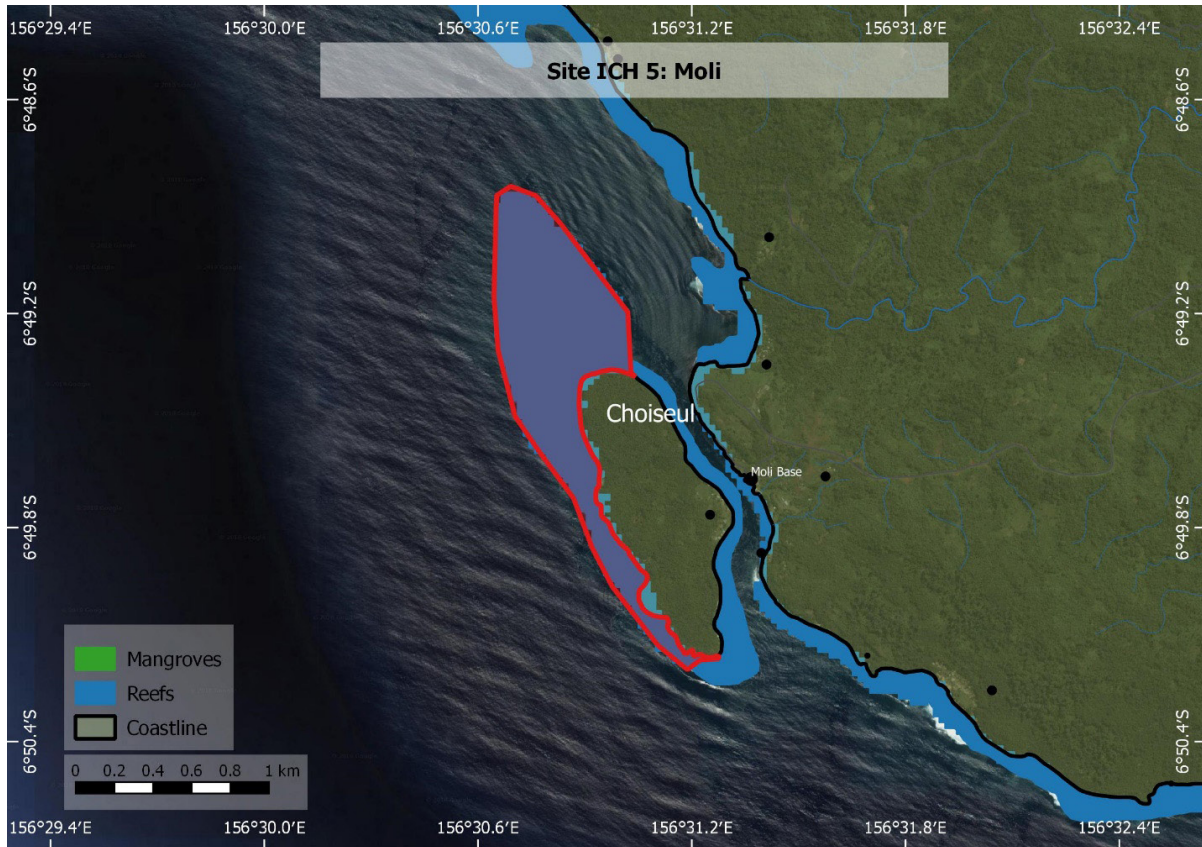 156°29.4′E 156°30.0′E 156°30.6′E 156°31.2′E 156°31.8′E 156°32.4′E
Site ICH 5: Moli
6°48.6′S 6°48.6′S
6°49.2′S 6°49.2′S
Choiseul
Moli Base
6°49.8′S 6°49.8′S
Mangroves
Reefs
Coastline
6°50.4′S 6°50.4′S
0 0.2 0.4 0.6 0.8 1 km
156°29.4′E 156°30.0′E 156°30.6′E 156°31.2′E 156°31.8′E 156°32.4′E